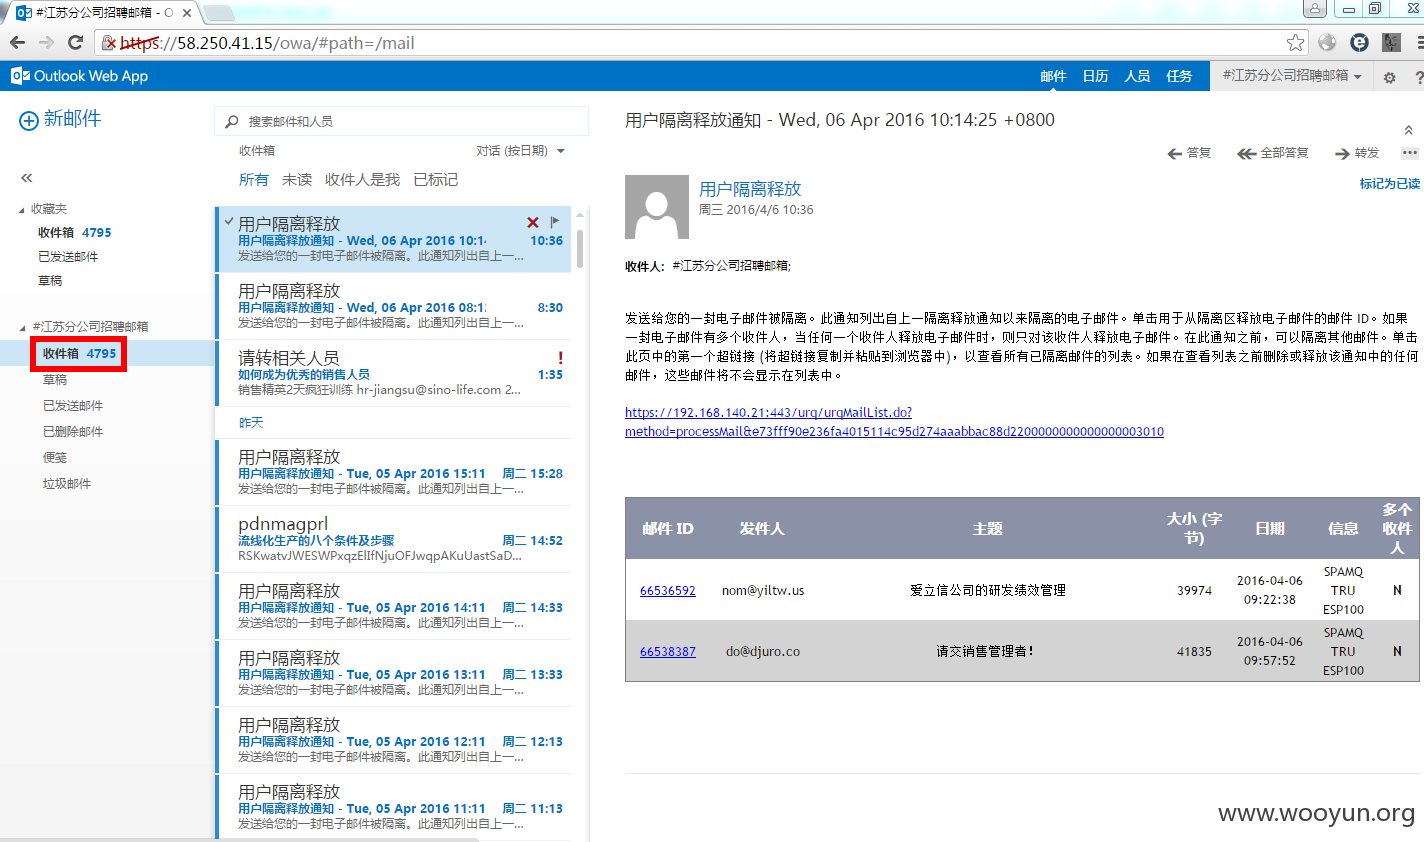 #江苏分公司招聘邮箱 - O
https://58.250.41.15/owa/#path=/mail
Outlook Web App
邮件 日历 人员 任务
#江苏分公司招聘邮箱
?
新邮件
搜索邮件和人员
收件箱
对话 (按日期)
所有 未读 收件人是我 已标记
«
收藏夹
收件箱 4795
已发送邮件
草稿
#江苏分公司招聘邮箱
收件箱 4795
草稿
已发送邮件
已删除邮件
便笺
垃圾邮件
用户隔离释放
用户隔离释放通知 - Wed, 06 Apr 2016 10:14 10:36
发送给您的一封电子邮件被隔离。此通知列出自上一...
用户隔离释放
用户隔离释放通知 - Wed, 06 Apr 2016 08:1 8:30
发送给您的一封电子邮件被隔离。此通知列出自上一...
请转相关人员 !
如何成为优秀的销售人员 1:35
销售精英2天疯狂训练 hr-jiangsu@sino-life.com 2...
昨天
用户隔离释放
用户隔离释放通知 - Tue, 05 Apr 2016 15:11 周二 15:28
发送给您的一封电子邮件被隔离。此通知列出自上一...
pdnmagprl
流线化生产的八个条件及步骤 周二 14:52
RSKwatvJWESWPxqzElIfNjuOFJwqpAKuUastSaD...
用户隔离释放
用户隔离释放通知 - Tue, 05 Apr 2016 14:11 周二 14:33
发送给您的一封电子邮件被隔离。此通知列出自上一...
用户隔离释放
用户隔离释放通知 - Tue, 05 Apr 2016 13:11 周二 13:33
发送给您的一封电子邮件被隔离。此通知列出自上一...
用户隔离释放
用户隔离释放通知 - Tue, 05 Apr 2016 12:11 周二 12:13
发送给您的一封电子邮件被隔离。此通知列出自上一...
用户隔离释放
用户隔离释放通知 - Tue, 05 Apr 2016 11:11 周二 11:13
发送给您的一封电子邮件被隔离。此通知列出自上一...
用户隔离释放通知 - Wed, 06 Apr 2016 10:14:25 +0800
答复 全部答复 转发 •••
标记为已读
用户隔离释放
周三 2016/4/6 10:36
收件人: #江苏分公司招聘邮箱;
发送给您的一封电子邮件被隔离。此通知列出自上一隔离释放通知以来隔离的电子邮件。单击用于从隔离区释放电子邮件的邮件 ID。如果
一封电子邮件有多个收件人，当任何一个收件人释放电子邮件时，则只对该收件人释放电子邮件。在此通知之前，可以隔离其他邮件。单击
此页中的第一个超链接 (将超链接复制并粘贴到浏览器中)，以查看所有已隔离邮件的列表。如果在查看列表之前删除或释放该通知中的任何
邮件，这些邮件将不会显示在列表中。
https://192.168.140.21:443/urq/urqMailList.do?
method=processMail&e73fff90e236fa4015114c95d274aaabbac88d2200000000000000003010
邮件 ID 发件人 主题 大小 (字节) 日期 信息 多个收件人
66536592 nom@yiltw.us 爱立信公司的研发绩效管理 39974 2016-04-06 09:22:38 SPAMQ TRU ESP100 N
66538387 do@djuro.co 请交销售管理者！ 41835 2016-04-06 09:57:52 SPAMQ TRU ESP100 N
www.wooyun.org